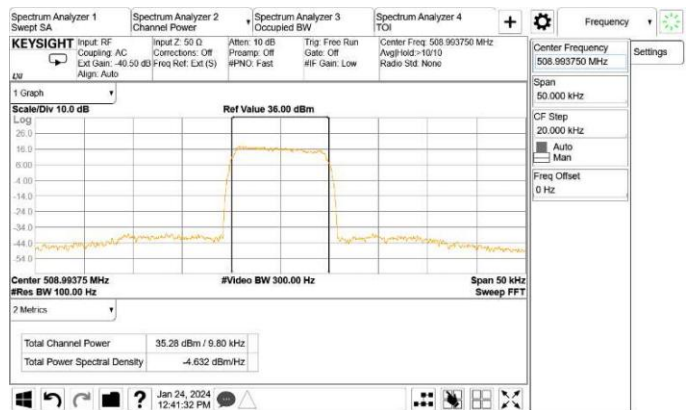 Spectrum Analyzer 1
Swept SA
Spectrum Analyzer 2
Channel Power
Spectrum Analyzer 3
Occupied BW
Spectrum Analyzer 4
TOI
+
Frequency
KEYSIGHT
LXI
Input: RF
Coupling: AC
Ext Gain: -40.50 dB
Align: Auto
Input Z: 50 Ω
Corrections: Off
Freq Ref: Ext (S)
Atten: 10 dB
Preamp: Off
#PNO: Fast
Trig: Free Run
Gate: Off
#IF Gain: Low
Center Freq: 508.993750 MHz
Avg|Hold:>10/10
Radio Std: None
Center Frequency
508.993750 MHz
Settings
Span
50.000 kHz
CF Step
20.000 kHz
Auto
Man
Freq Offset
0 Hz
1 Graph
Scale/Div 10.0 dB
Ref Value 36.00 dBm
Log
26.0
16.0
6.00
-4.00
-14.0
-24.0
-34.0
-44.0
-54.0
Center 508.99375 MHz
#Video BW 300.00 Hz
Span 50 kHz
#Res BW 100.00 Hz
Sweep FFT
2 Metrics
Total Channel Power 35.28 dBm / 9.80 kHz
Total Power Spectral Density -4.632 dBm/Hz
?
Jan 24, 2024
12:41:32 PM